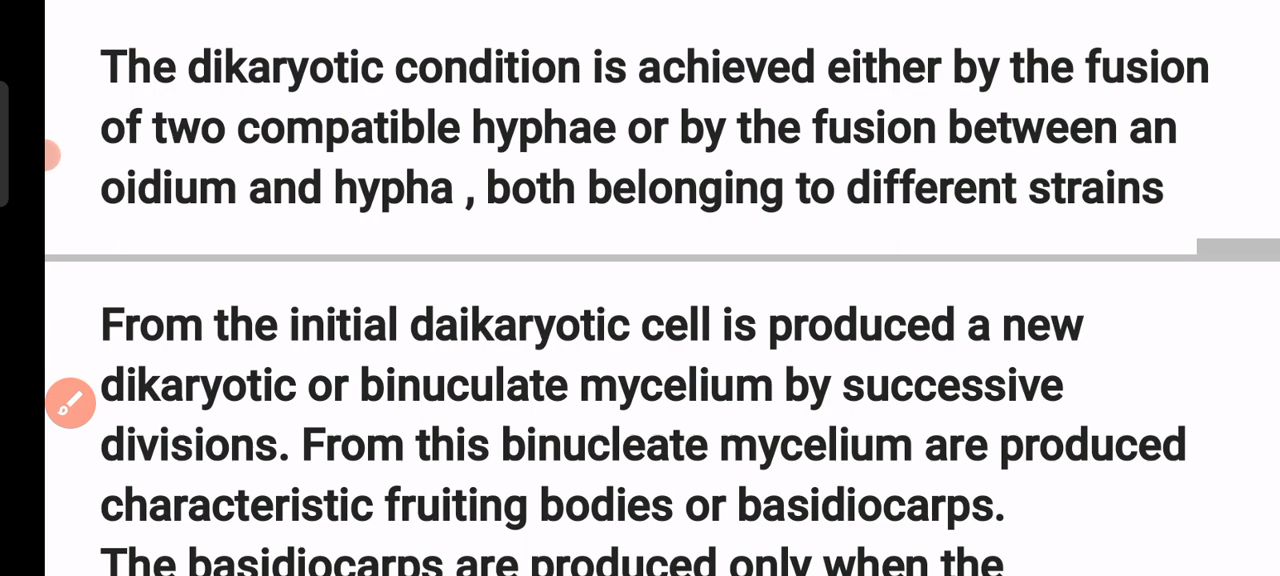 The dikaryotic condition is achieved either by the fusion
of two compatible hyphae or by the fusion between an
oidium and hypha , both belonging to different strains
From the initial daikaryotic cell is produced a new
dikaryotic or binuculate mycelium by successive
divisions. From this binucleate mycelium are produced
characteristic fruiting bodies or basidiocarps.
The basidiocarps are produced only when the